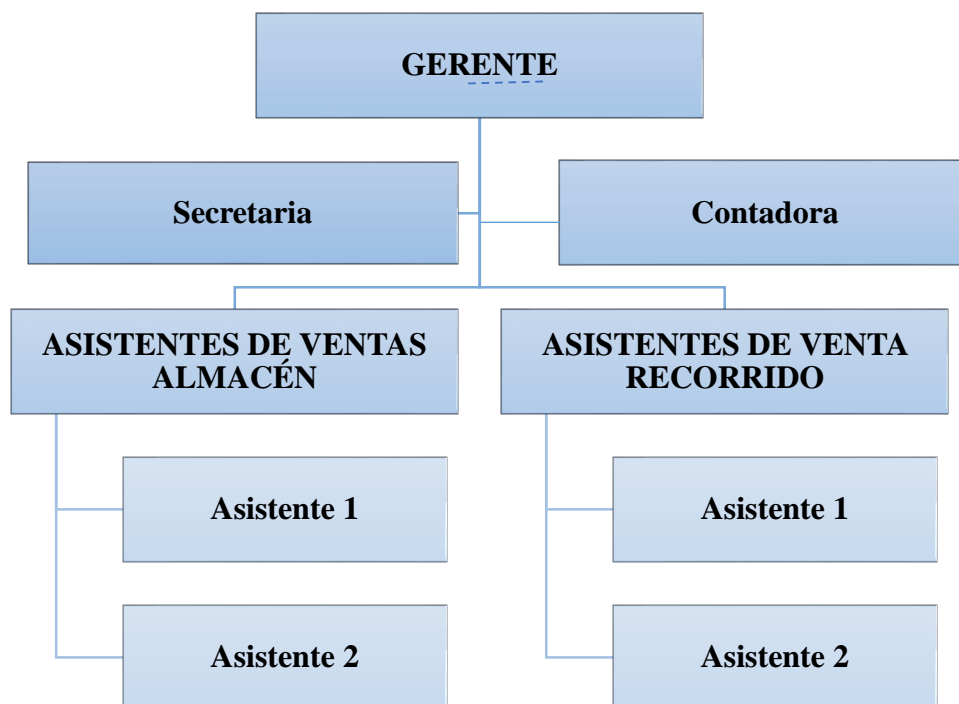 GERENTE
Secretaria
Contadora
ASISTENTES DE VENTAS
ALMACÉN
ASISTENTES DE VENTA
RECORRIDO
Asistente 1
Asistente 1
Asistente 2
Asistente 2